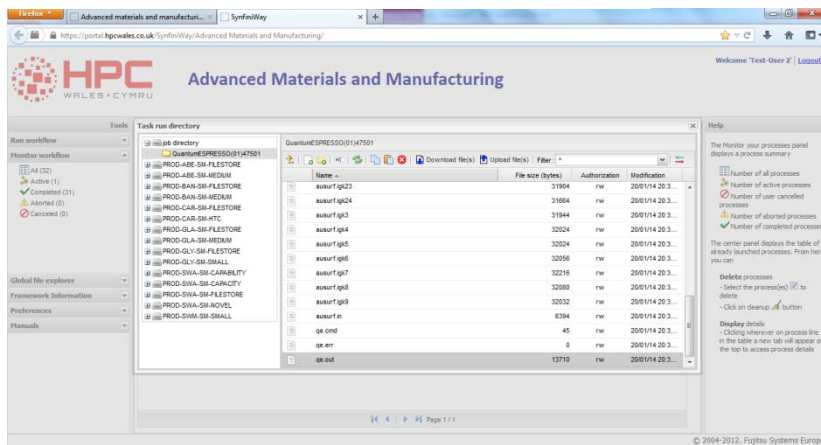 Firefox
Advanced materials and manufacturi...
SynfiniWay
https://portal.hpcwales.co.uk/SynfiniWay/Advanced Materials and Manufacturing/
HPC
WALES • CYMRU
Advanced Materials and Manufacturing
Welcome 'Test-User 2' | Logout
Tools
Run workflow
Monitor workflow
All (32)
Active (1)
Completed (31)
Aborted (0)
Canceled (0)
Global file explorer
Framework Information
Preferences
Manuals
Task run directory
job directory
QuantumESPRESSO(01)47501
PROD-ABE-SM-FILESTORE
PROD-ABE-SM-MEDIUM
PROD-BAN-SM-FILESTORE
PROD-BAN-SM-MEDIUM
PROD-CAR-SM-FILESTORE
PROD-CAR-SM-HTC
PROD-GLA-SM-FILESTORE
PROD-GLA-SM-MEDIUM
PROD-GLY-SM-FILESTORE
PROD-GLY-SM-SMALL
PROD-SWA-SM-CAPABILITY
PROD-SWA-SM-CAPACITY
PROD-SWA-SM-FILESTORE
PROD-SWA-SM-NOVEL
PROD-SWM-SM-SMALL
QuantumESPRESSO(01)47501
Download file(s) Upload file(s) Filter : *
Name File size (bytes) Authorization Modification
ausurf.igk23 31904 rw 20/01/14 20:3...
ausurf.igk24 31664 rw 20/01/14 20:3...
ausurf.igk3 31944 rw 20/01/14 20:3...
ausurf.igk4 32024 rw 20/01/14 20:3...
ausurf.igk5 32024 rw 20/01/14 20:3...
ausurf.igk6 32056 rw 20/01/14 20:3...
ausurf.igk7 32216 rw 20/01/14 20:3...
ausurf.igk8 32080 rw 20/01/14 20:3...
ausurf.igk9 32032 rw 20/01/14 20:3...
ausurf.in 6394 rw 20/01/14 20:3...
qe.cmd 45 rw 20/01/14 20:3...
qe.err 0 rw 20/01/14 20:3...
qe.out 13710 rw 20/01/14 20:3...
Page 1 / 1
Help
The Monitor your processes panel
displays a process summary
Number of all processes
Number of active processes
Number of user cancelled
processes
Number of aborted processes
Number of completed processes
The center panel displays the table of
already launched processes. From here
you can
Delete processes
- Select the process(es) to
delete
- Click on cleanup button
Display details
- Clicking wherever on process line
in the table a new tab will appear a
the top to access process details
© 2004-2012. Fujitsu Systems Europ